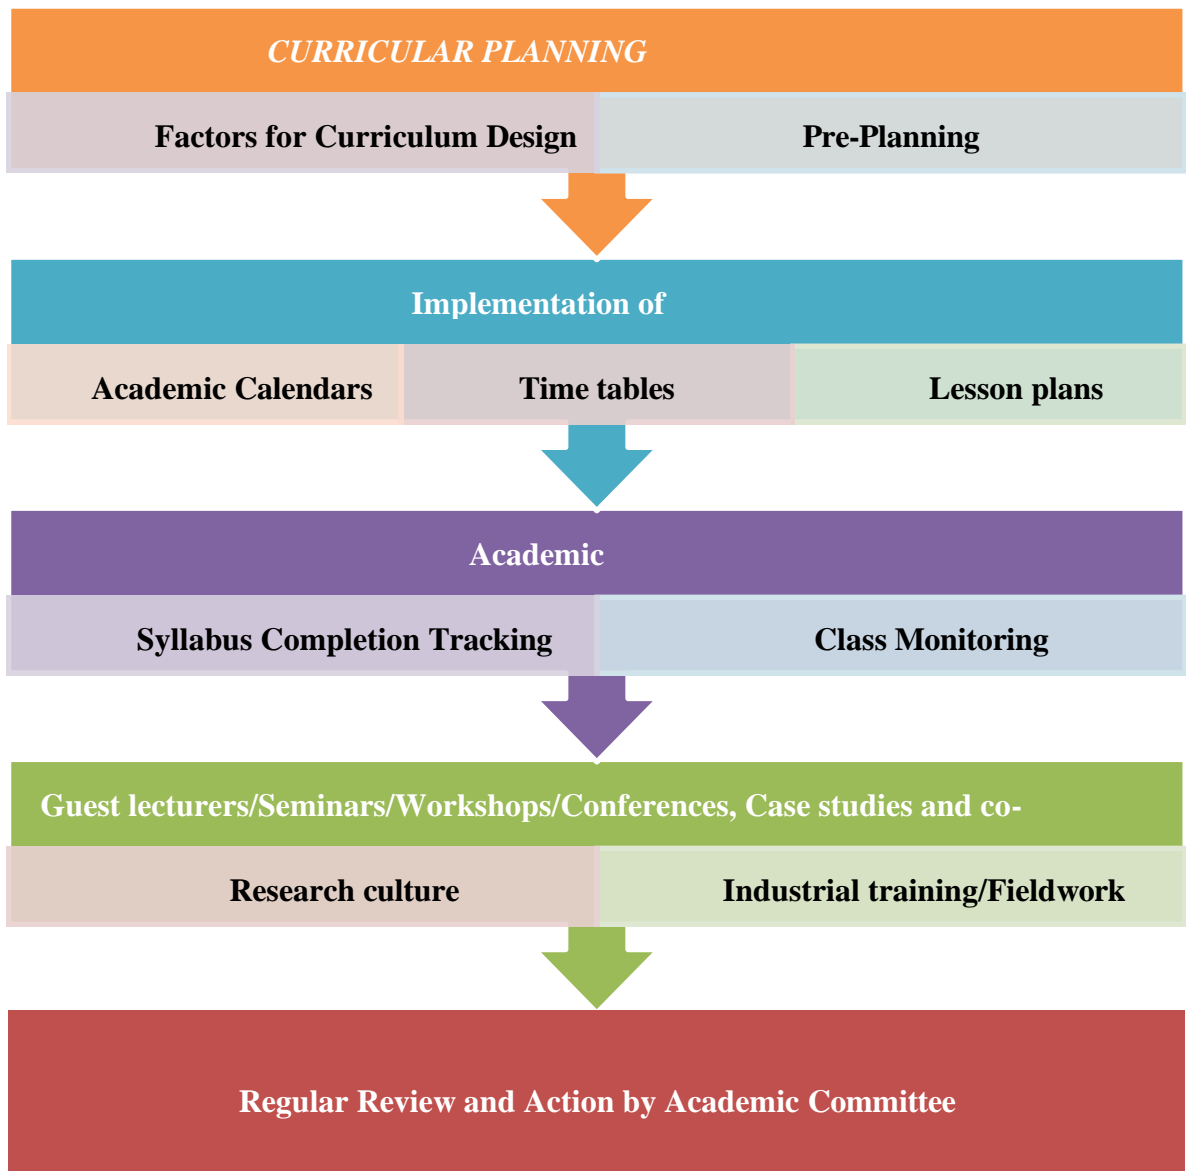 CURRICULAR PLANNING
Factors for Curriculum Design
Pre-Planning
Implementation of
Academic Calendars
Time tables
Lesson plans
Academic
Syllabus Completion Tracking
Class Monitoring
Guest lecturers/Seminars/Workshops/Conferences, Case studies and co-
Research culture
Industrial training/Fieldwork
Regular Review and Action by Academic Committee